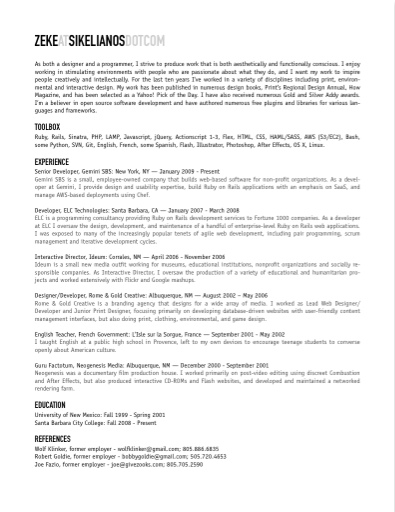 ZEKEATSIKELIANOSDOTCOM
As both a designer and a programmer, I strive to produce work that is both aesthetically and functionally conscious. I enjoy
working in stimulating environments with people who are passionate about what they do, and I want my work to inspire
people creatively and intellectually. For the last ten years I've worked in a variety of disciplines including print, environ-
mental and interactive design. My work has been published in numerous design books, Print's Regional Design Annual, How
Magazine, and has been selected as a Yahoo! Pick of the Day. I have also received numerous Gold and Silver Addy awards.
I'm a believer in open source software development and have authored numerous free plugins and libraries for various lan-
guages and frameworks.
TOOLBOX
Ruby, Rails, Sinatra, PHP, LAMP, Javascript, jQuery, Actionscript 1-3, Flex, HTML, CSS, HAML/SASS, AWS (S3/EC2), Bash,
some Python, SVN, Git, English, French, some Spanish, Flash, Illustrator, Photoshop, After Effects, OS X, Linux.
EXPERIENCE
Senior Developer, Gemini SBS: New York, NY — January 2009 - Present
Gemini SBS is a small, employee-owned company that builds web-based software for non-profit organizations. As a devel-
oper at Gemini, I provide design and usability expertise, build Ruby on Rails applications with an emphasis on SaaS, and
manage AWS-based deployments using Chef.
Developer, ELC Technologies: Santa Barbara, CA — January 2007 - March 2008
ELC is a programming consultancy providing Ruby on Rails development services to Fortune 1000 companies. As a developer
at ELC I oversaw the design, development, and maintenance of a handful of enterprise-level Ruby on Rails web applications.
I was exposed to many of the increasingly popular tenets of agile web development, including pair programming, scrum
management and iterative development cycles.
Interactive Director, Ideum: Corrales, NM — April 2006 - November 2006
Ideum is a small new media outfit working for museums, educational institutions, nonprofit organizations and socially re-
sponsible companies. As Interactive Director, I oversaw the production of a variety of educational and humanitarian proj-
ects and worked extensively with Flickr and Google mashups.
Designer/Developer, Rome & Gold Creative: Albuquerque, NM — August 2002 - May 2006
Rome & Gold Creative is a branding agency that designs for a wide array of media. I worked as Lead Web Designer/
Developer and Junior Print Designer, focusing primarily on developing database-driven websites with user-friendly content
management interfaces, but also doing print, clothing, environmental, and game design.
English Teacher, French Government: L'Isle sur la Sorgue, France — September 2001 - May 2002
I taught English at a public high school in Provence, left to my own devices to encourage teenage students to converse
openly about American culture.
Guru Factotum, Neogenesis Media: Albuquerque, NM — December 2000 - September 2001
Neogenesis was a documentary film production house. I worked primarily on post-video editing using discreet Combustion
and After Effects, but also produced interactive CD-ROMs and Flash websites, and developed and maintained a networked
rendering farm.
EDUCATION
University of New Mexico: Fall 1999 - Spring 2001
Santa Barbara City College: Fall 2008 - Present
REFERENCES
Wolf Klinker, former employer - wolfklinker@gmail.com; 805.886.6835
Robert Goldie, former employer - bobbygoldie@gmail.com; 505.720.4653
Joe Fazio, former employer - joe@givezooks.com; 805.705.2590